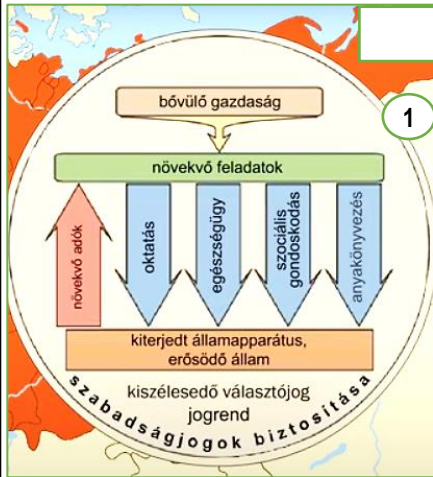 1
bővülő gazdaság
növekvő feladatok
növekvő adók
oktatás
egészségügy
szociális
gondoskodás
anyakönyvezés
kiterjedt államapparátus,
erősödő állam
kiszélesedő választójog
jogrend
szabadságjogok biztosítása